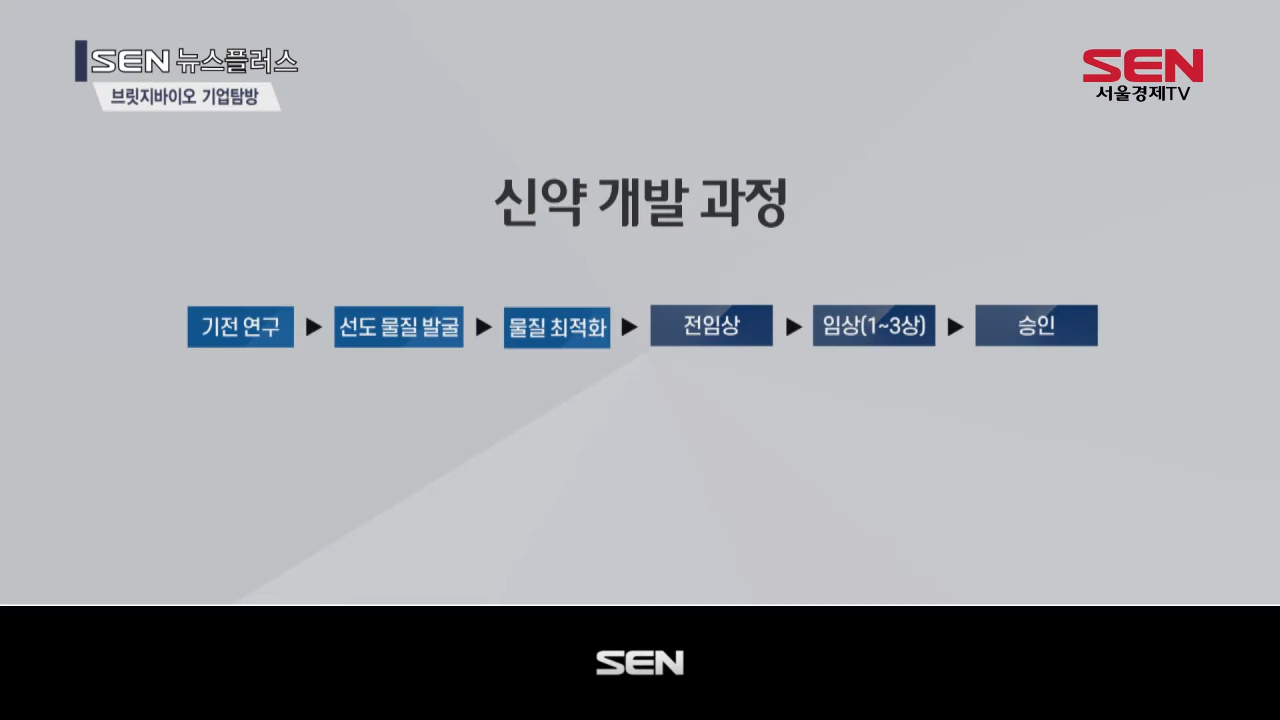 SEN 뉴스플러스
브릿지바이오 기업탐방
SEN
서울경제TV
신약 개발 과정
기전 연구 ▶ 선도 물질 발굴 ▶ 물질 최적화 ▶ 전임상 ▶ 임상(1~3상) ▶ 승인
SEN